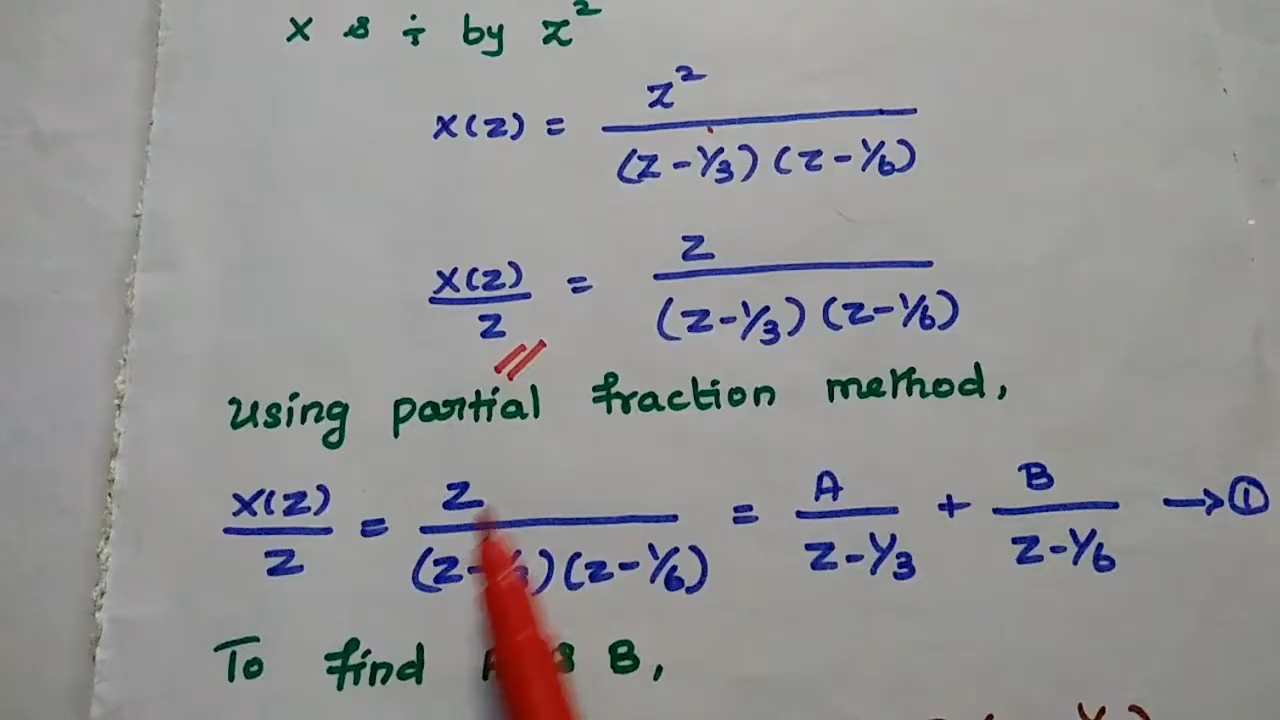 x & ÷ by z²
X(z) = z² / (z - 1/3) (z - 1/6)
X(z) / z = z / (z - 1/3) (z - 1/6)
Using partial fraction method,
X(z) / z = z / (z - 1/3) (z - 1/6) = A / z - 1/3 + B / z - 1/6 → ①
To find A & B,